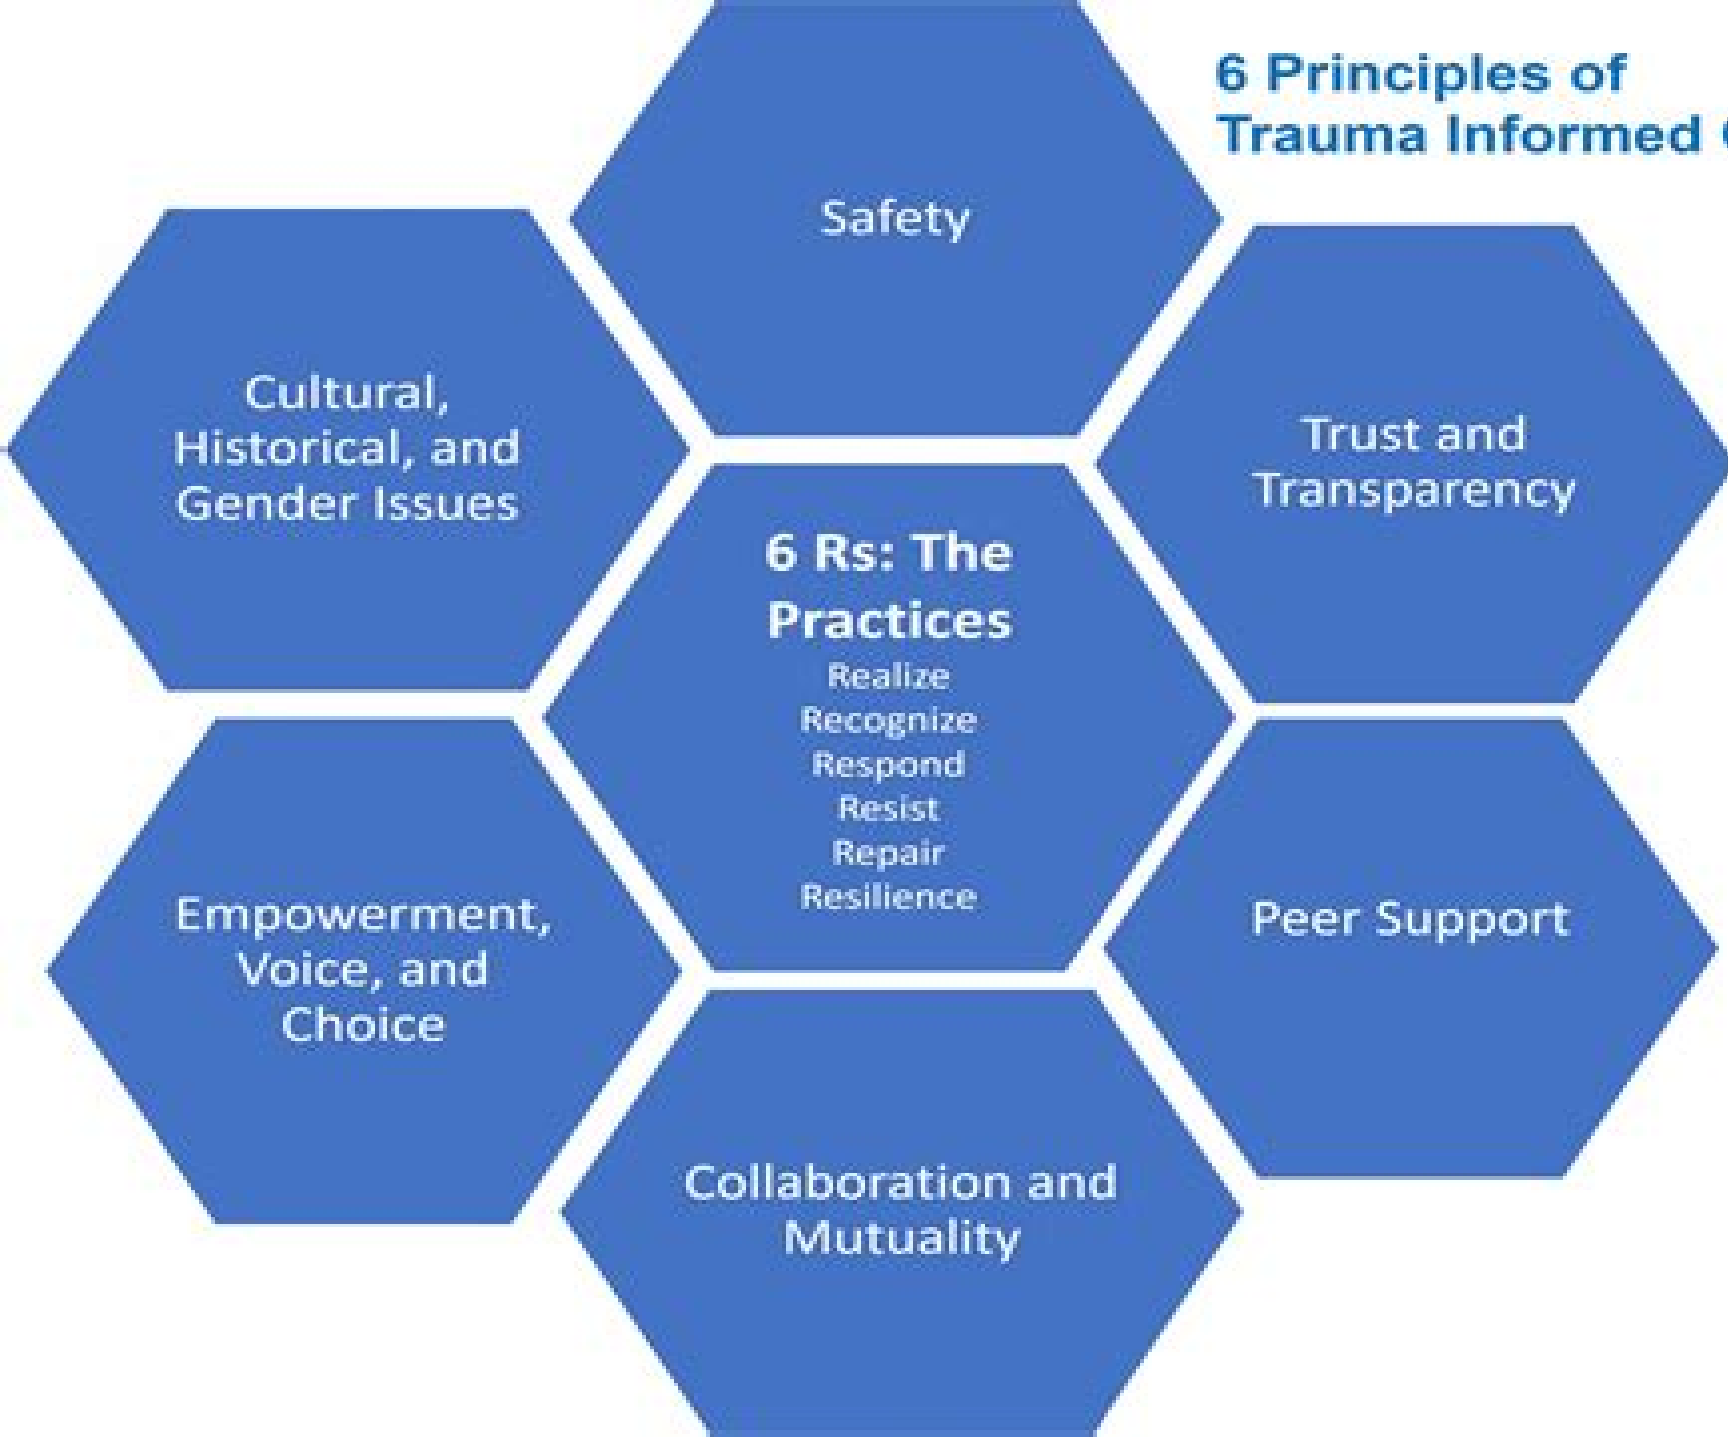 6 Principles of
Trauma Informed
Safety
Trust and
Transparency
Peer Support
Collaboration and
Mutuality
Empowerment,
Voice, and
Choice
Cultural,
Historical, and
Gender Issues
6 Rs: The
Practices
Realize
Recognize
Respond
Resist
Repair
Resilience